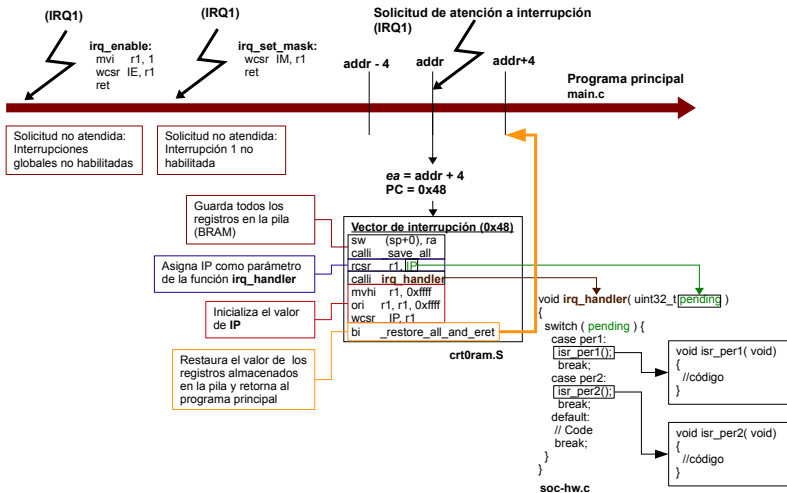 (IRQ1)
irq_enable:
mvi r1, 1
wcsr IE, r1
ret
(IRQ1)
irq_set_mask:
wcsr IM, r1
ret
Solicitud de atención a interrupción
(IRQ1)
addr - 4
addr
addr+4
Programa principal
main.c
Solicitud no atendida:
Interrupciones
globales no habilitadas
Solicitud no atendida:
Interrupción 1 no
habilitada
ea = addr + 4
PC = 0x48
Guarda todos los
registros en la pila
(BRAM)
Asigna IP como parámetro
de la función irq_handler
Inicializa el valor
de IP
Restaura el valor de los
registros almacenados
en la pila y retorna al
programa principal
Vector de interrupción (0x48)
sw (sp+0), ra
calli _save_all
rcsr r1, IP
calli irq_handler
mvhi r1, 0xffff
ori r1, r1, 0xffff
wcsr IP, r1
bi _restore_all_and_eret
crt0ram.S
void irq_handler( uint32_t pending )
{
switch ( pending ) {
case per1:
isr_per1();
break;
case per2:
isr_per2();
break;
default:
// Code
break;
}
}
soc-hw.c
void isr_per1( void)
{
//código
}
void isr_per2( void)
{
//código
}